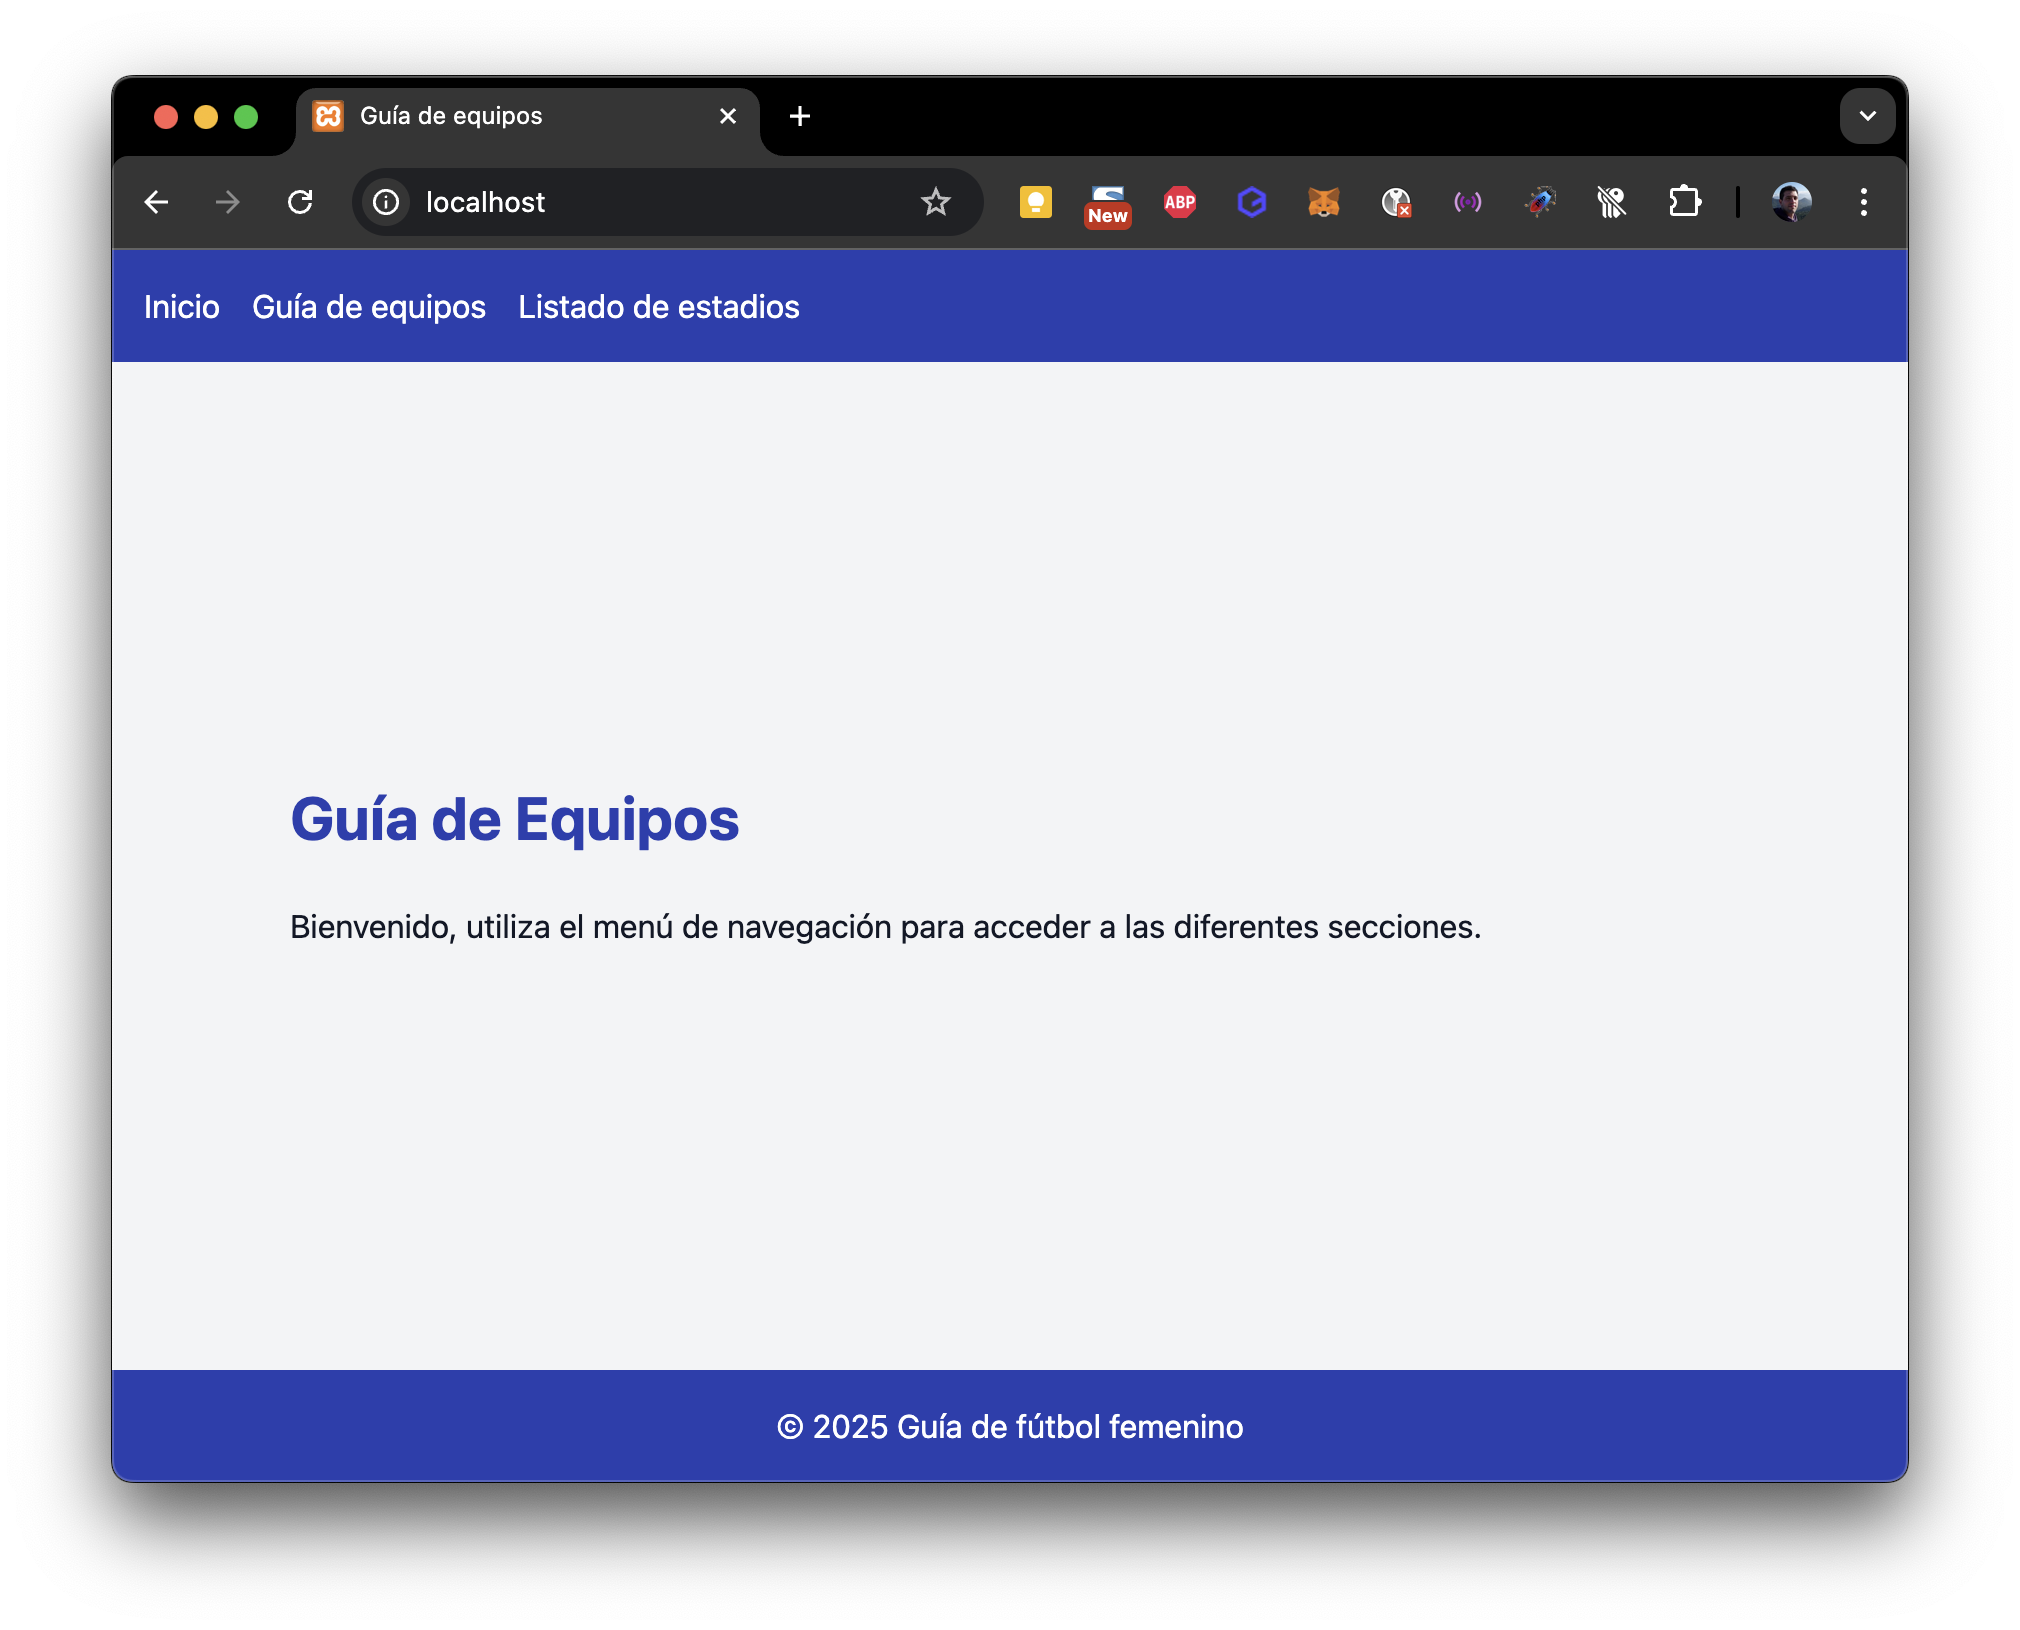 Guía de equipos
localhost
New
ABP
Inicio Guía de equipos Listado de estadios
Guía de Equipos
Bienvenido, utiliza el menú de navegación para acceder a las diferentes secciones.
© 2025 Guía de fútbol femenino